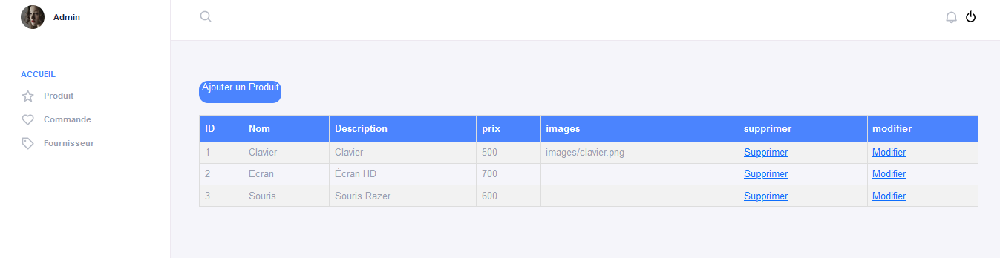 Admin
ACCUEIL
Produit
Commande
Fournisseur
Ajouter un Produit
ID Nom Description prix images supprimer modifier
1 Clavier Clavier 500 images/clavier.png Supprimer Modifier
2 Ecran Écran HD 700 Supprimer Modifier
3 Souris Souris Razer 600 Supprimer Modifier